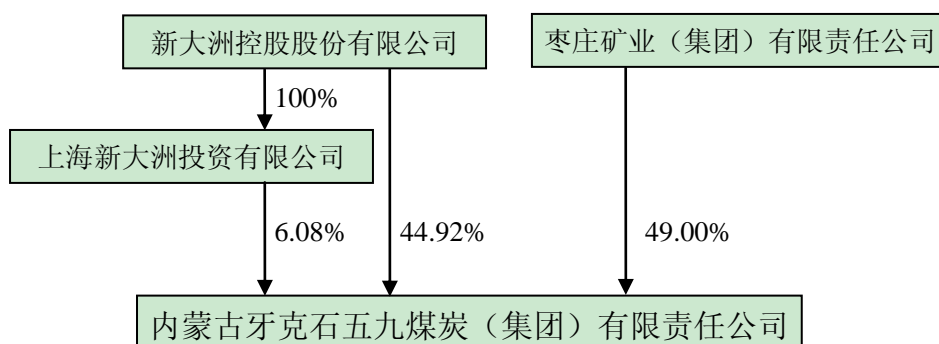 新大洲控股股份有限公司
枣庄矿业（集团）有限责任公司
100%
上海新大洲投资有限公司
6.08%
44.92%
49.00%
内蒙古牙克石五九煤炭（集团）有限责任公司